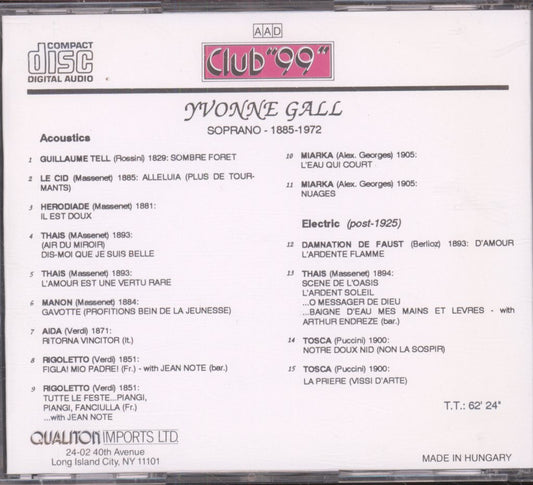 COMPACT
disc
DIGITAL AUDIO
AAD
Club "99"
YVONNE GALL
SOPRANO - 1885-1972
Acoustics
1 GUILLAUME TELL (Rossini) 1829: SOMBRE FORET
2 LE CID (Massenet) 1885: ALLELUIA (PLUS DE TOUR-
MANTS)
3 HERODIADE (Massenet) 1881:
IL EST DOUX
4 THAIS (MAssenet) 1893:
(AIR DU MIROIR)
DIS-MOI QUE JE SUIS BELLE
5 THAIS (Massenet) 1893:
L'AMOUR EST UNE VERTU RARE
6 MANON (Massenet) 1884:
GAVOTTE (PROFITIONS BEIN DE LA JEUNESSE)
7 AIDA (Verdi) 1871:
RITORNA VINCITOR (It.)
8 RIGOLETTO (Verdi) 1851:
FIGLA! MIO PADRE! (Fr.) - with JEAN NOTE (bar.)
9 RIGOLETTO (Verdi) 1851:
TUTTE LE FESTE...PIANGI,
PIANGI, FANCIULLA (Fr.)
...with JEAN NOTE
10 MIARKA (Alex. Georges) 1905:
L'EAU QUI COURT
11 MIARKA (Alex. Georges) 1905:
NUAGES
Electric (post-1925)
12 DAMNATION DE FAUST (Berlioz) 1893: D'AMOUR
L'ARDENTE FLAMME
13 THAIS (Massenet) 1894:
SCENE DE L'OASIS
L'ARDENT SOLEIL
...O MESSAGER DE DIEU
...BAIGNE D'EAU MES MAINS ET LEVRES - with
ARTHUR ENDREZE (bar.)
14 TOSCA (Puccini) 1900:
NOTRE DOUX NID (NON LA SOSPIR)
15 TOSCA (Puccini) 1900:
LA PRIERE (VISSI D'ARTE)
T.T.: 62' 24"
QUALITON IMPORTS LTD.
24-02 40th Avenue
Long Island City, NY 11101
MADE IN HUNGARY